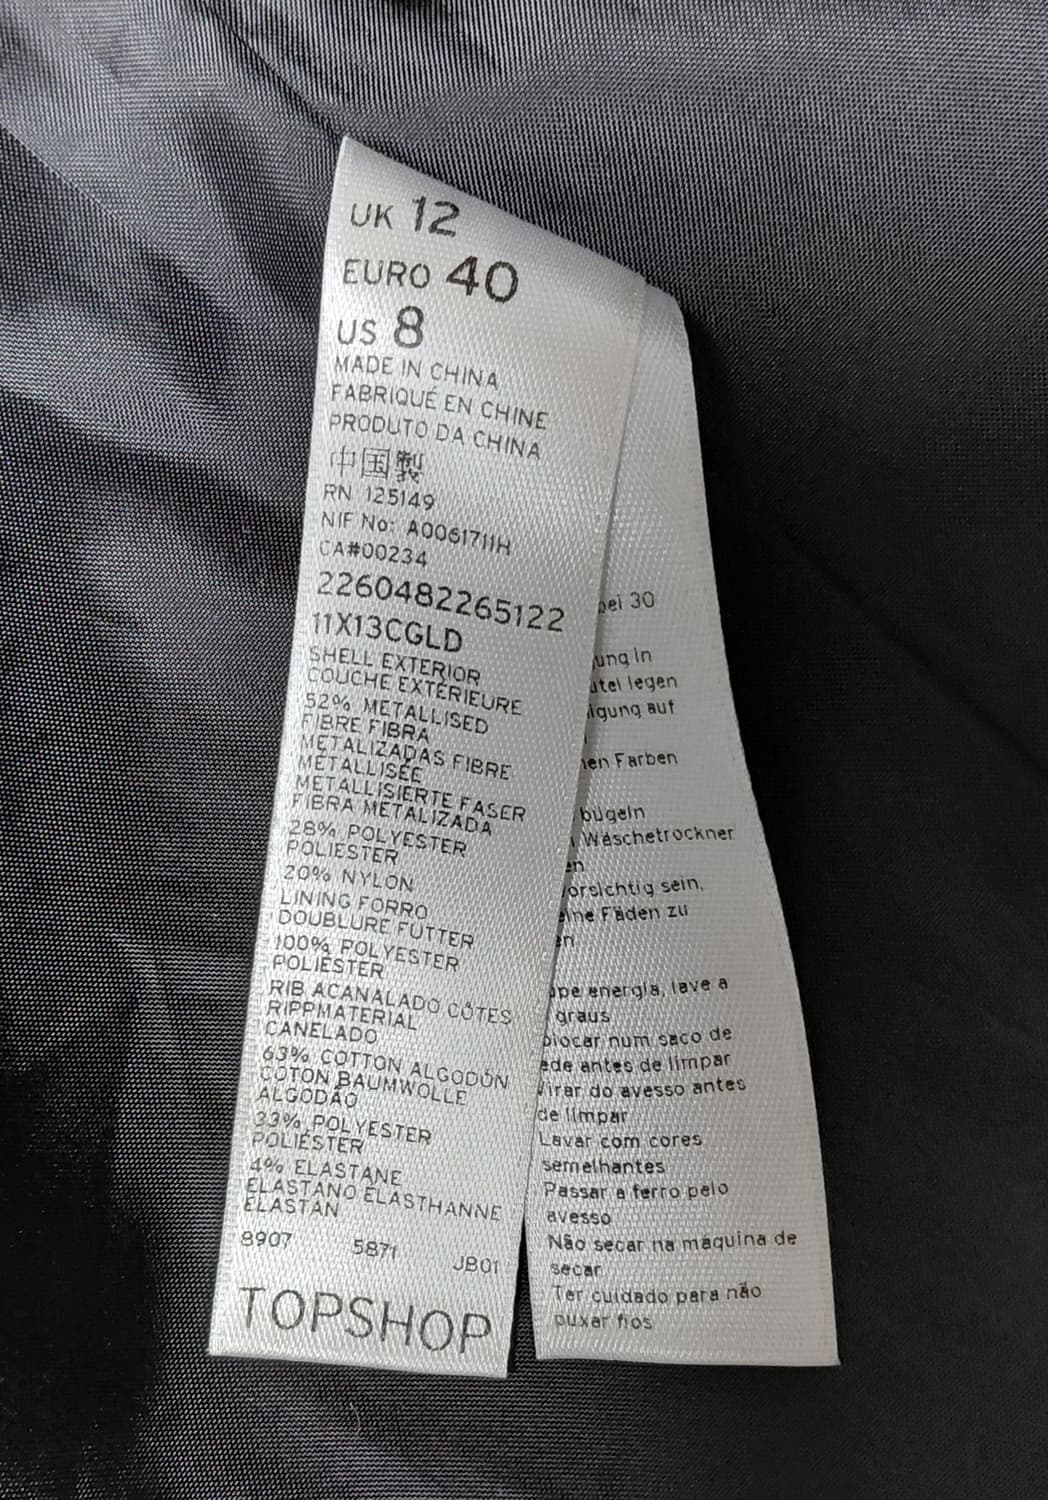 UK 12
EURO 40
US 8
MADE IN CHINA
FABRIQUÉ EN CHINE
PRODUTO DA CHINA
中国製
RN 125149
NIF No: A0061711H
CA#00234
2260482265122
11X13CGLD
SHELL EXTERIOR
COUCHE EXTÉRIEURE
52% METALLISED
FIBRE FIBRA
METALIZADAS FIBRE
MÉTALLISÉE
METALLISIERTE FASER
FIBRA METALIZADA
28% POLYESTER
POLIÉSTER
20% NYLON
LINING FORRO
DOUBLURE FUTTER
100% POLYESTER
POLIÉSTER
RIB ACANALADO CÔTES
RIPPMATERIAL
CANELADO
63% COTTON ALGODÓN
COTON BAUMWOLLE
ALGODÃO
33% POLYESTER
POLIÉSTER
4% ELASTANE
ELASTANO ÉLASTHANNE
ELASTAN
8907 5871 JB01
TOPSHOP
bei 30
ung in
utel legen
igung auf
en Farben
bügeln
Wäschetrockner
en
vorsichtig sein,
eine Fäden zu
en
pe energia, lave a
graus
olocar num saco de
ede antes de limpar
Virar do avesso antes
de limpar
Lavar com cores
semelhantes
Passar a ferro pelo
avesso
Não secar na máquina de
secar
Ter cuidado para não
puxar fios